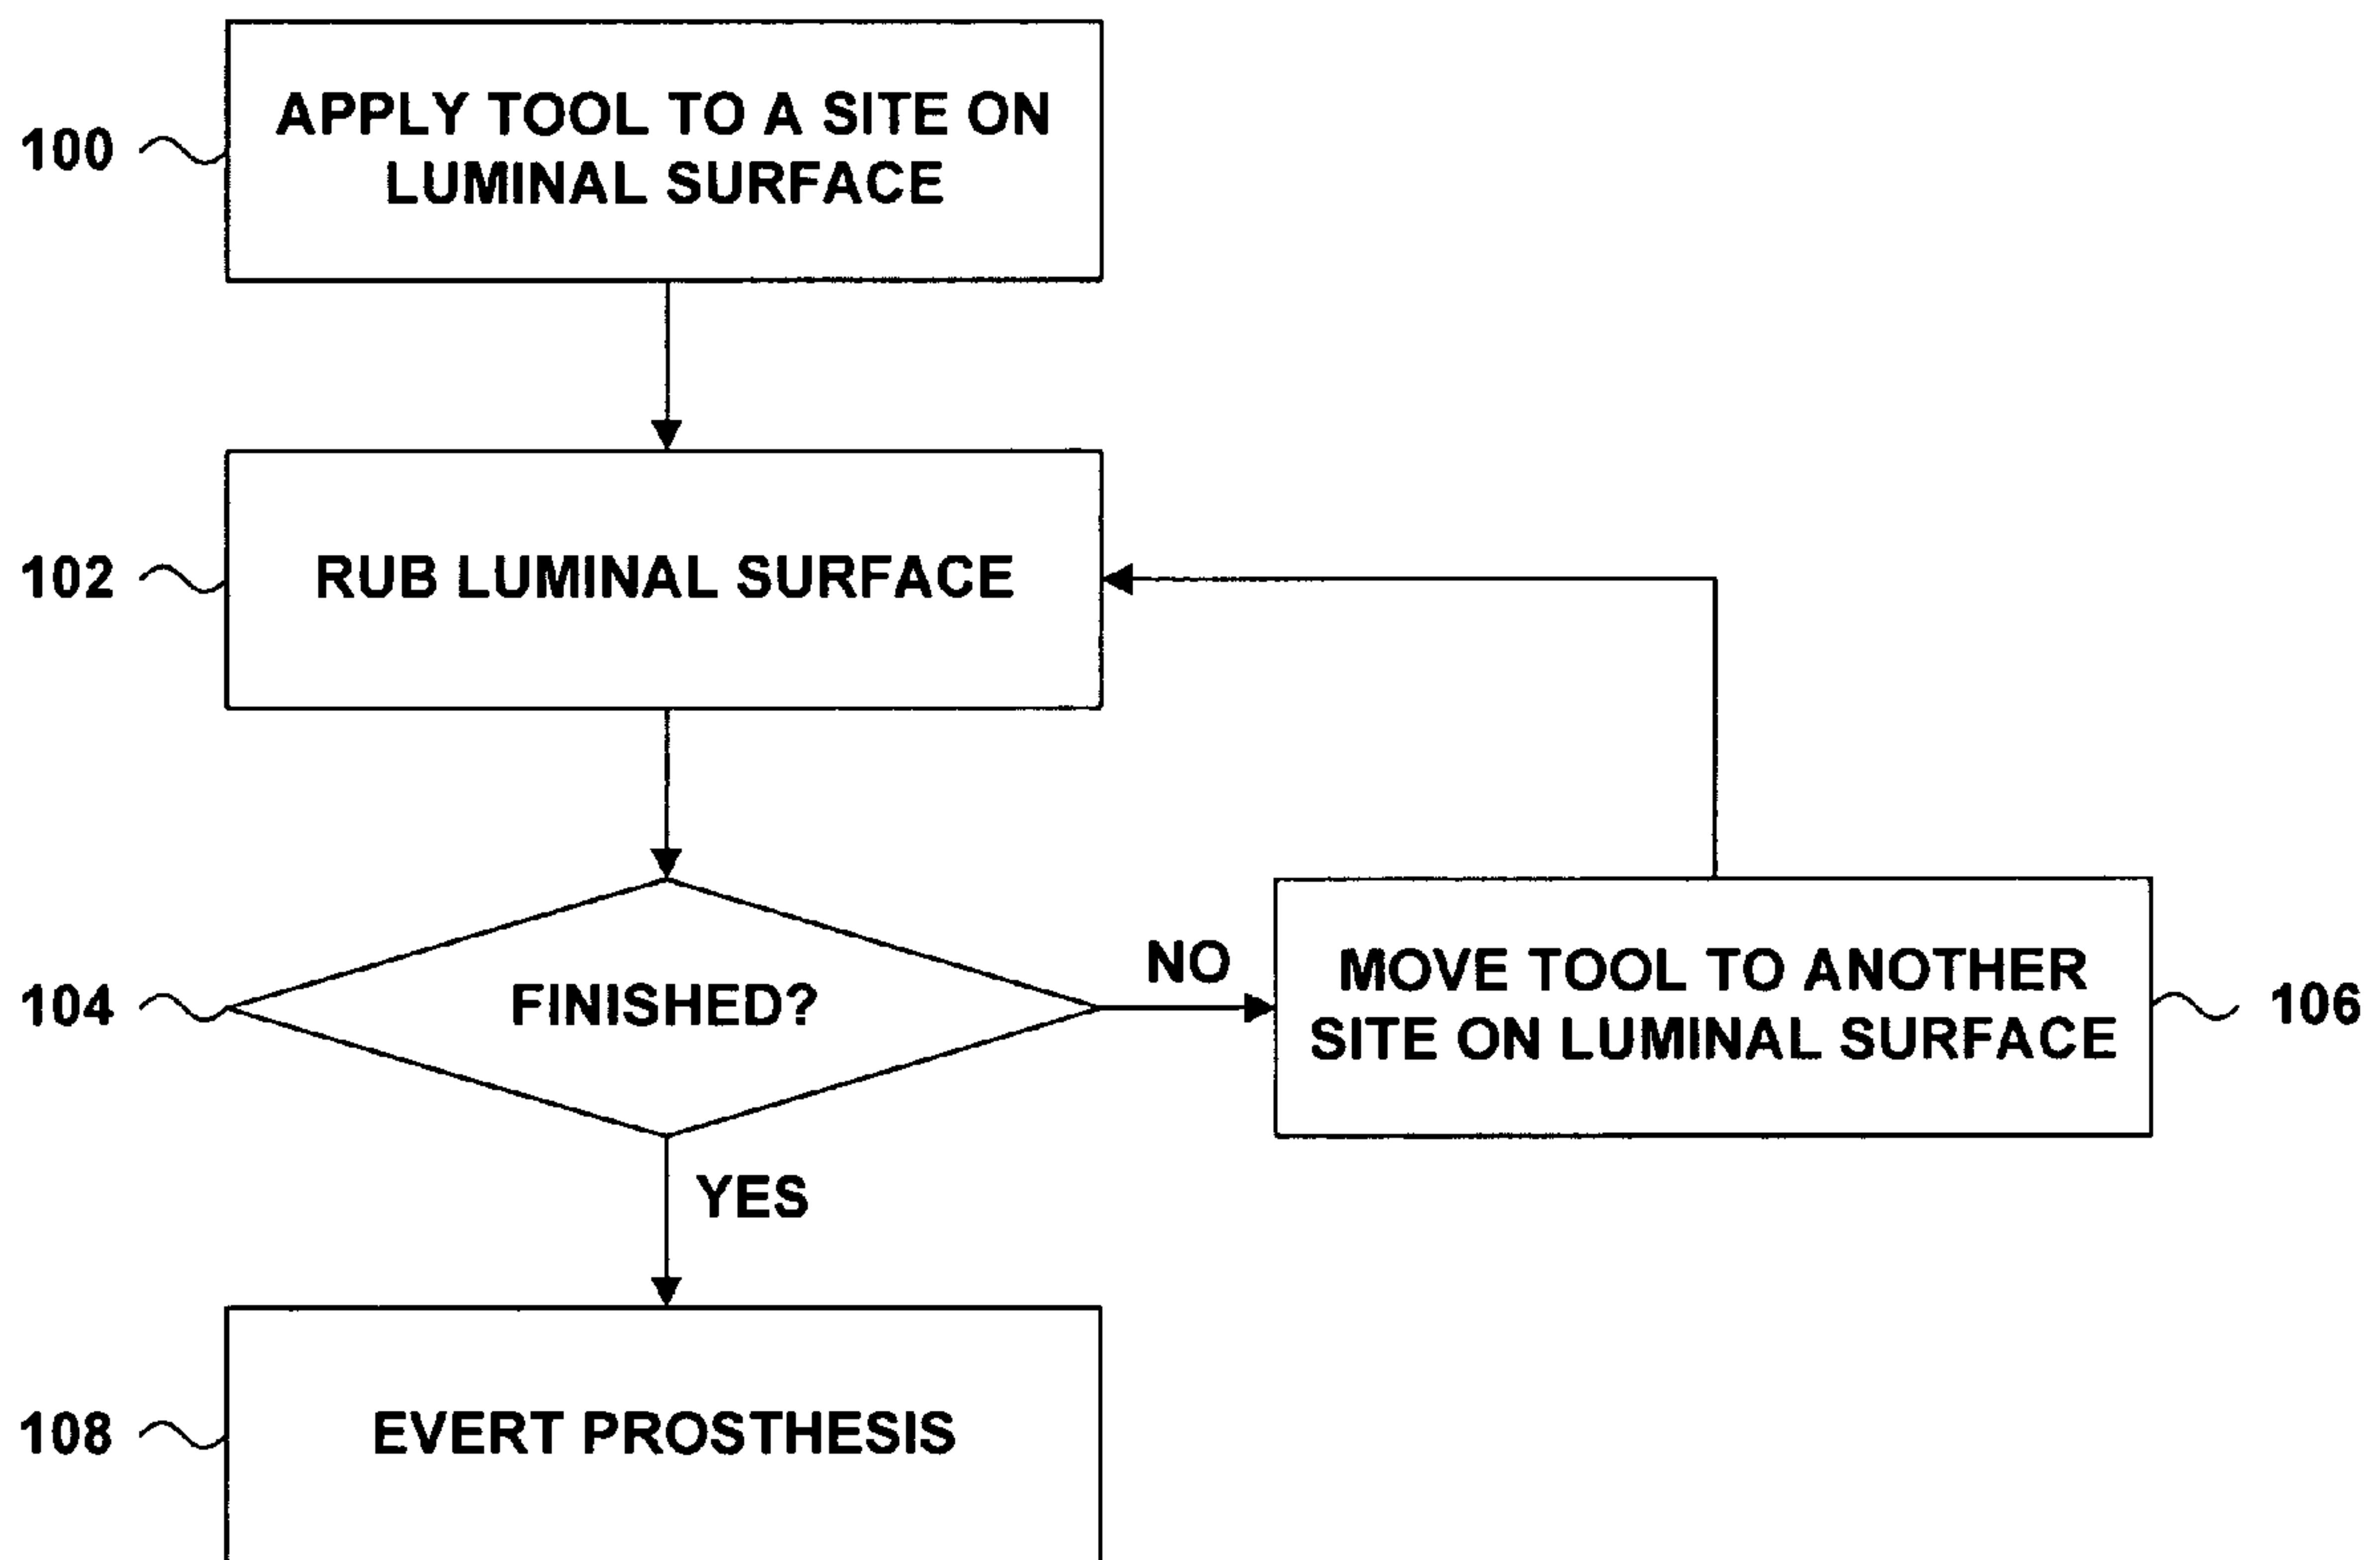 100
APPLY TOOL TO A SITE ON
LUMINAL SURFACE
102
RUB LUMINAL SURFACE
104
FINISHED?
NO
MOVE TOOL TO ANOTHER
SITE ON LUMINAL SURFACE
106
YES
108
EVERT PROSTHESIS